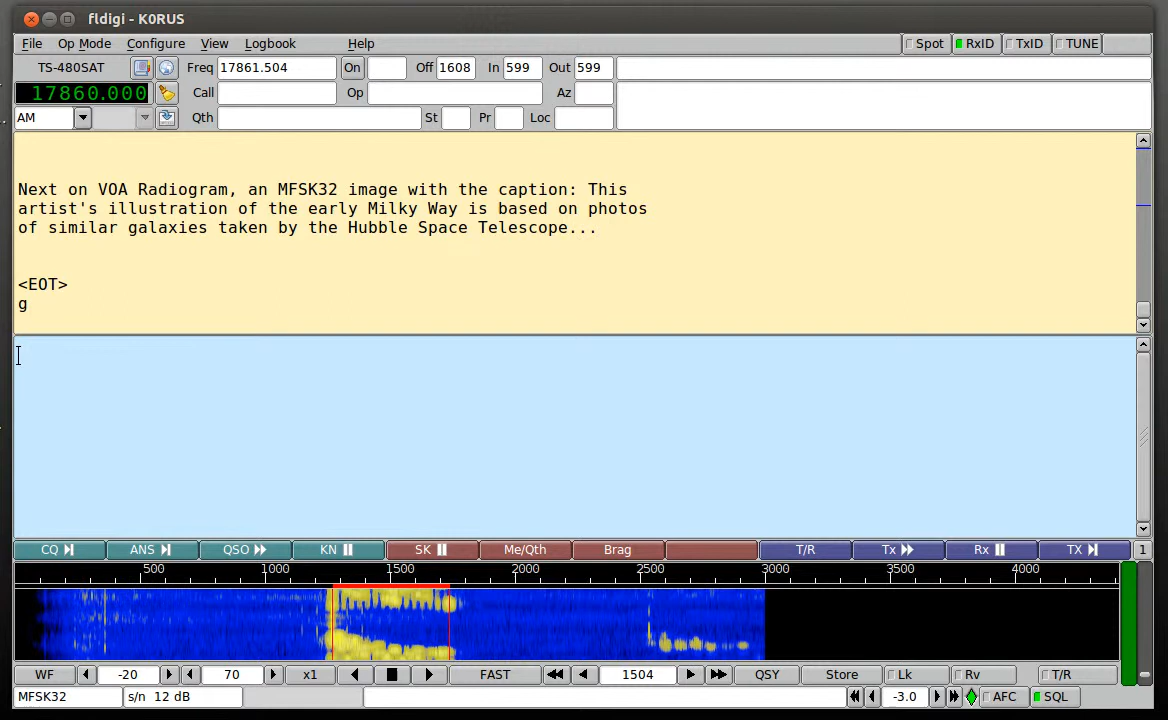 fldigi - K0RUS
File Op Mode Configure View Logbook Help Spot RxID TxID TUNE
TS-480SAT Freq 17861.504 On Off 1608 In 599 Out 599
17860.000 Call Op Az
AM Qth St Pr Loc
Next on VOA Radiogram, an MFSK32 image with the caption: This
artist's illustration of the early Milky Way is based on photos
of similar galaxies taken by the Hubble Space Telescope...
<EOT>
g
CQ ANS QSO KN SK Me/Qth Brag T/R Tx Rx TX 1
500 1000 1500 2000 2500 3000 3500 4000
WF -20 70 x1 FAST 1504 QSY Store Lk Rv T/R
MFSK32 s/n 12 dB -3.0 AFC SQL